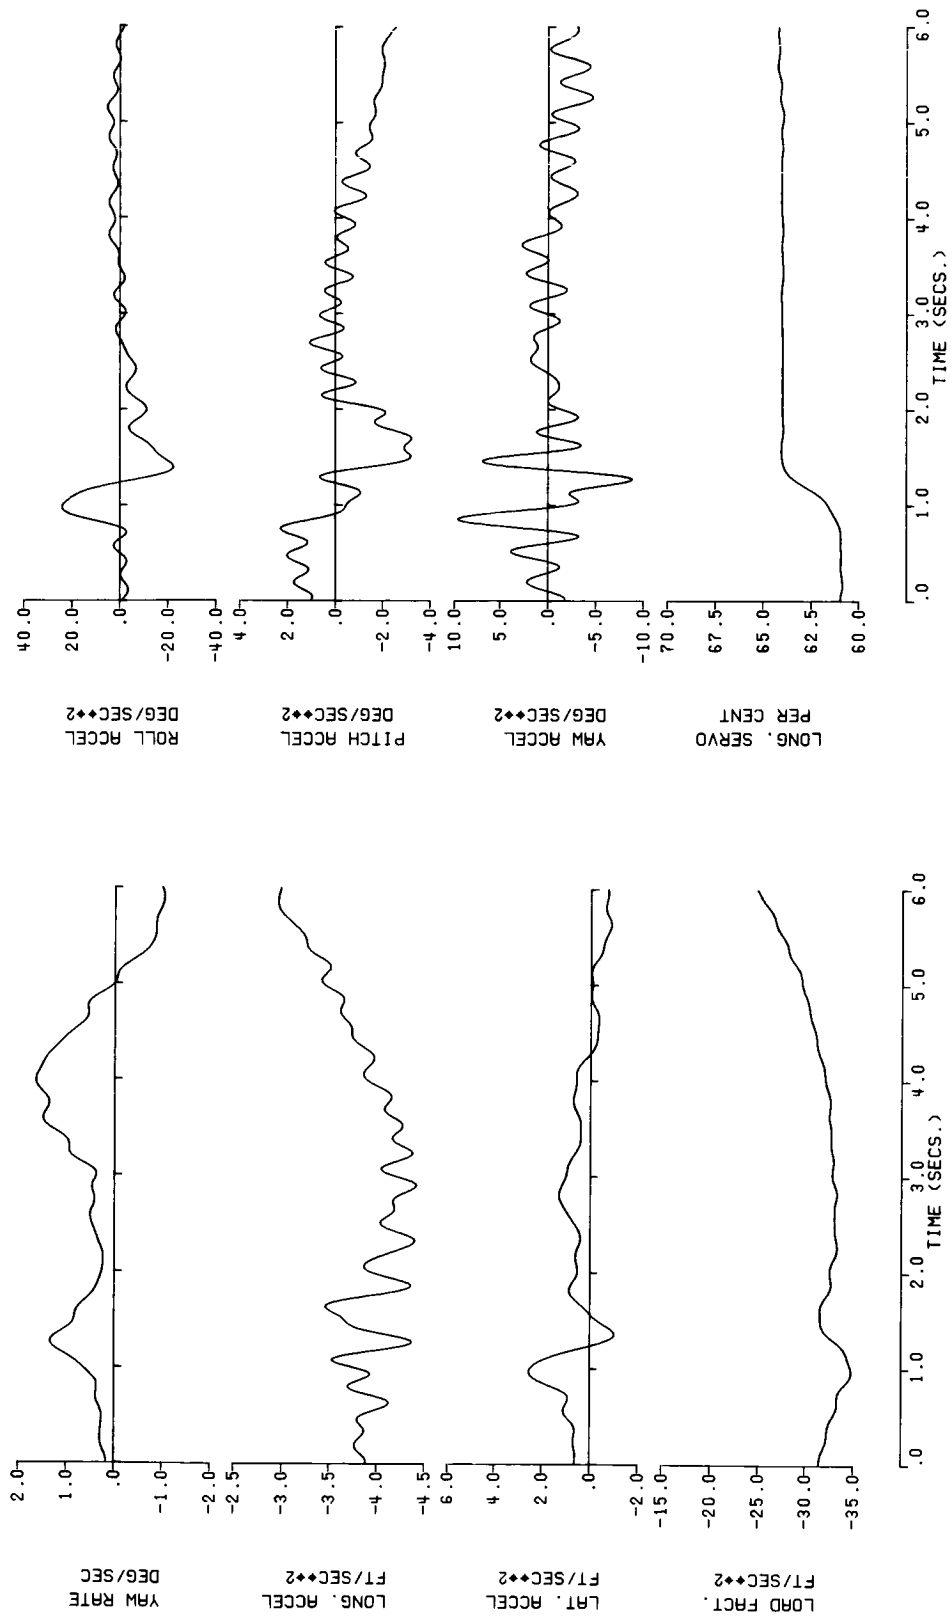 YAW RATE
DEG/SEC
2.0
1.0
.0
-1.0
-2.0
LONG. ACCEL
FT/SEC**2
-2.5
-3.0
-3.5
-4.0
-4.5
LAT. ACCEL
FT/SEC**2
6.0
4.0
2.0
.0
-2.0
LOAD FACT.
FT/SEC**2
-15.0
-20.0
-25.0
-30.0
-35.0
.0 1.0 2.0 3.0 4.0 5.0 6.0
TIME (SECS.)
ROLL ACCEL
DEG/SEC**2
40.0
20.0
.0
-20.0
-40.0
PITCH ACCEL
DEG/SEC**2
4.0
2.0
.0
-2.0
-4.0
YAW ACCEL
DEG/SEC**2
10.0
5.0
.0
-5.0
-10.0
LONG. SERVO
PER CENT
70.0
67.5
65.0
62.5
60.0
.0 1.0 2.0 3.0 4.0 5.0 6.0
TIME (SECS.)